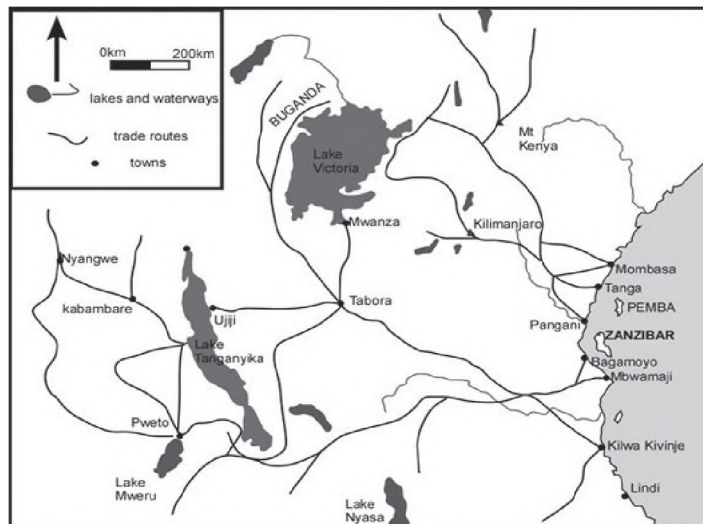 0km 200km
lakes and waterways
trade routes
towns
BUGANDA
Lake
Victoria
Mt
Kenya
Mwanza
Kilimanjaro
Nyangwe
Mombasa
Tanga
kabambare
Tabora
PEMBA
Ujiji
Pangani
Lake
Tanganyika
ZANZIBAR
Bagamoyo
Mbwamaji
Pweto
Kilwa Kivinje
Lake
Mweru
Lindi
Lake
Nyasa